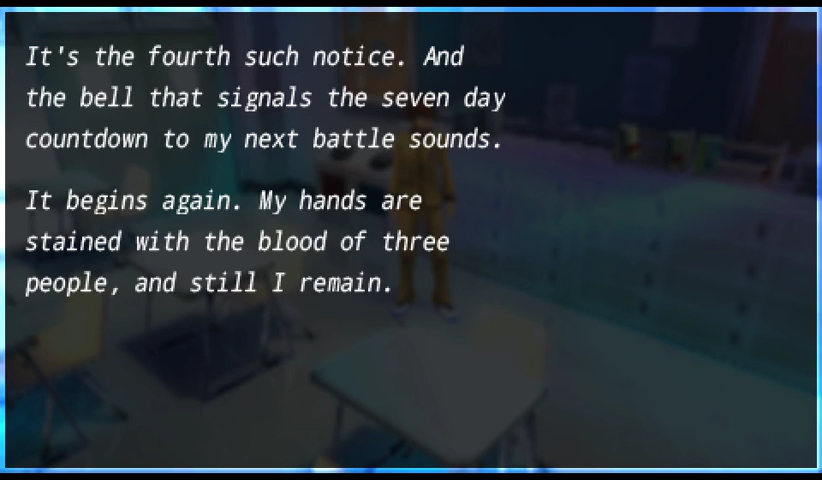 It's the fourth such notice. And
the bell that signals the seven day
countdown to my next battle sounds.
It begins again. My hands are
stained with the blood of three
people, and still I remain.